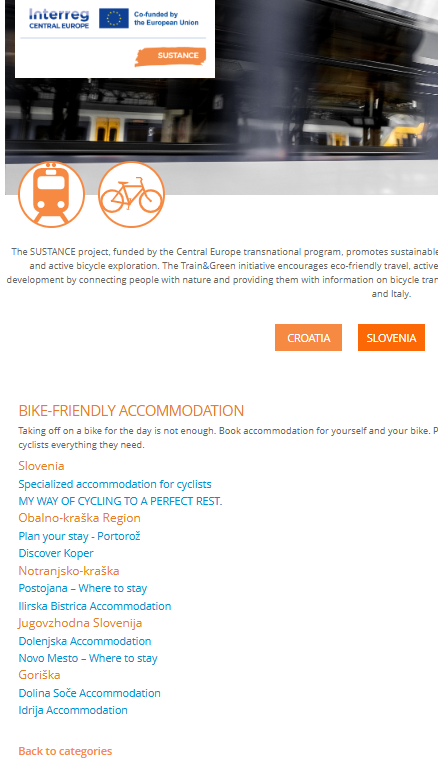 Interreg
CENTRAL EUROPE
Co-funded by
the European Union
SUSTANCE
The SUSTANCE project, funded by the Central Europe transnational program, promotes sustainable
and active bicycle exploration. The Train&Green initiative encourages eco-friendly travel, active
development by connecting people with nature and providing them with information on bicycle tran
and Italy.
CROATIA
SLOVENIA
BIKE-FRIENDLY ACCOMMODATION
Taking off on a bike for the day is not enough. Book accommodation for yourself and your bike. P
cyclists everything they need.
Slovenia
Specialized accommodation for cyclists
MY WAY OF CYCLING TO A PERFECT REST.
Obalno-kraška Region
Plan your stay - Portorož
Discover Koper
Notranjsko-kraška
Postojana – Where to stay
Ilirska Bistrica Accommodation
Jugovzhodna Slovenija
Dolenjska Accommodation
Novo Mesto – Where to stay
Goriška
Dolina Soče Accommodation
Idrija Accommodation
Back to categories